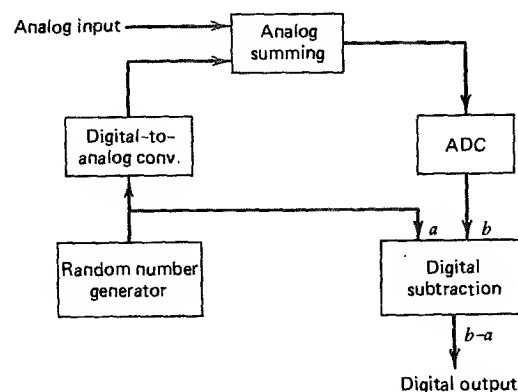 Analog input
Analog
summing
Digital-to-
analog conv.
ADC
a
b
Random number
generator
Digital
subtraction
b–a
Digital output